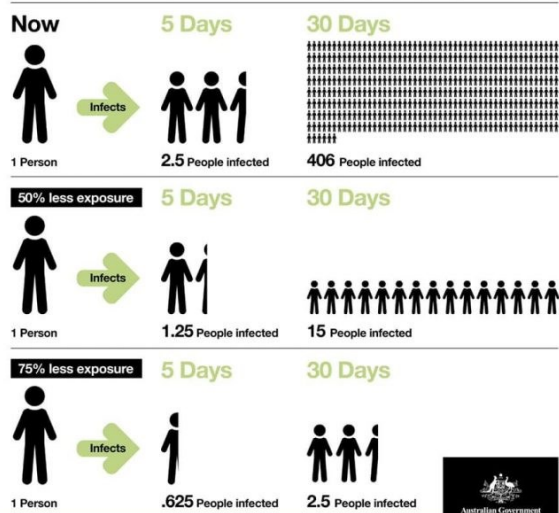 Now 5 Days 30 Days
Infects
1 Person 2.5 People infected 406 People infected
50% less exposure 5 Days 30 Days
Infects
1 Person 1.25 People infected 15 People infected
75% less exposure 5 Days 30 Days
Infects
1 Person .625 People infected 2.5 People infected
Australian Government